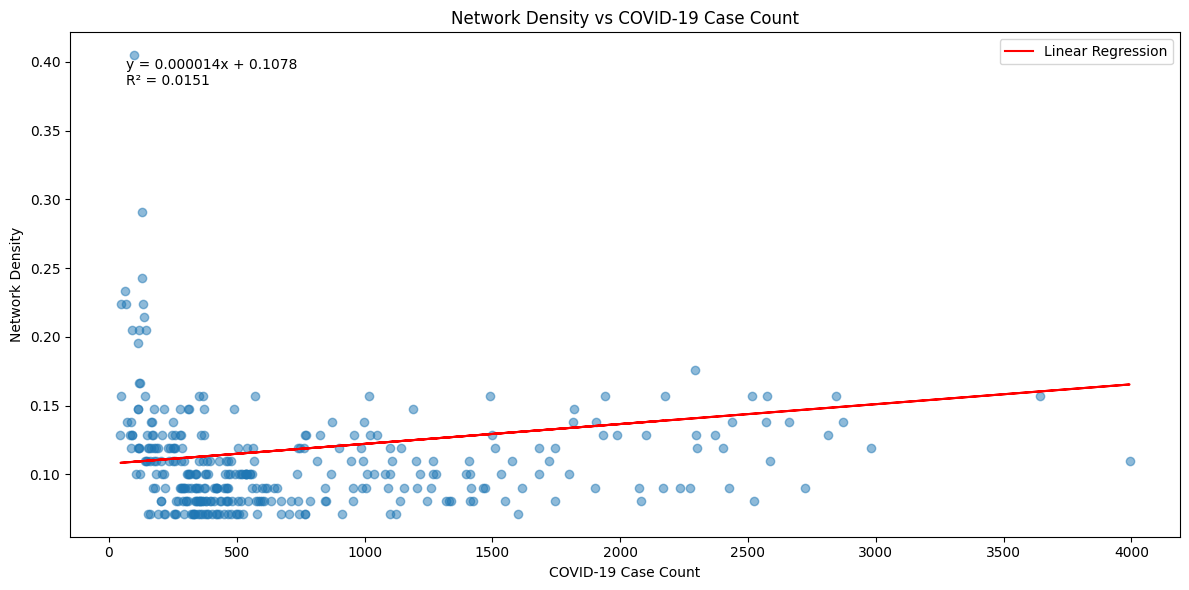 Network Density vs COVID-19 Case Count
Linear Regression
y = 0.000014x + 0.1078
R² = 0.0151
Network Density
0.40
0.35
0.30
0.25
0.20
0.15
0.10
0 500 1000 1500 2000 2500 3000 3500 4000
COVID-19 Case Count